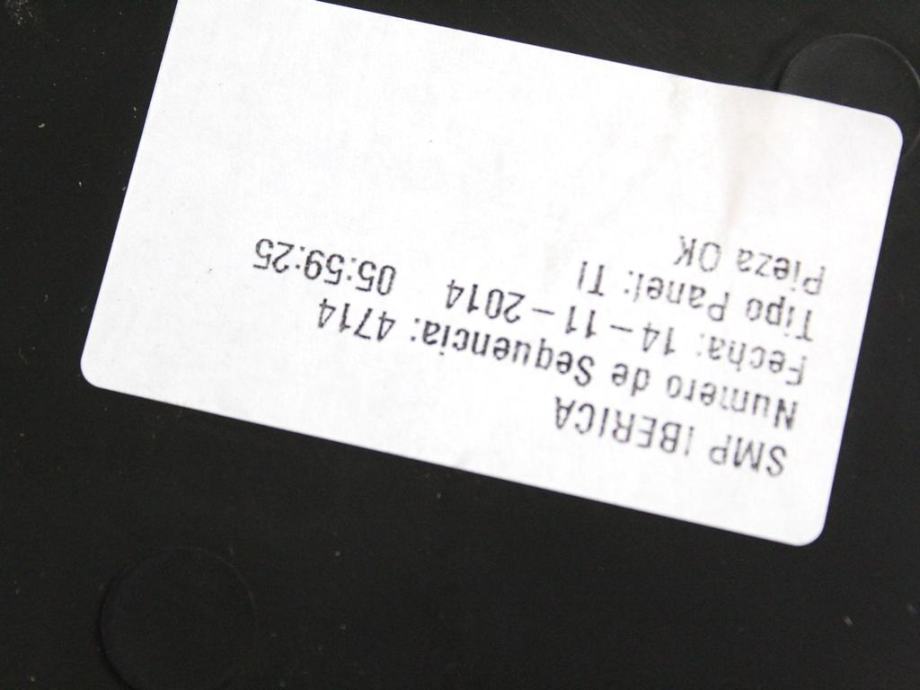 SMP IBERICA
Numero de Sequencia: 4714
Fecha: 14-11-2014 05:59:25
Tipo Panel: TI
Pieza OK